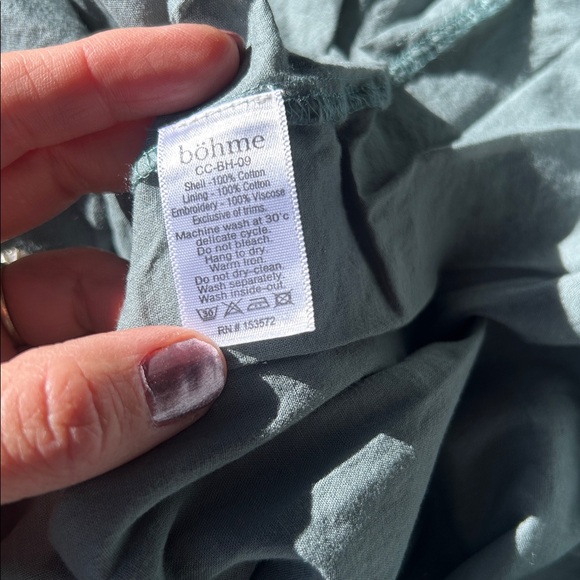 böhme
CC-BH-09
Shell -100% Cotton
Lining - 100% Cotton
Embroidery - 100% Viscose
Exclusive of trims.
Machine wash at 30°c
delicate cycle.
Do not bleach.
Hang to dry.
Warm Iron.
Do not dry-clean.
Wash separately.
Wash inside-out.
30
RN # 153572